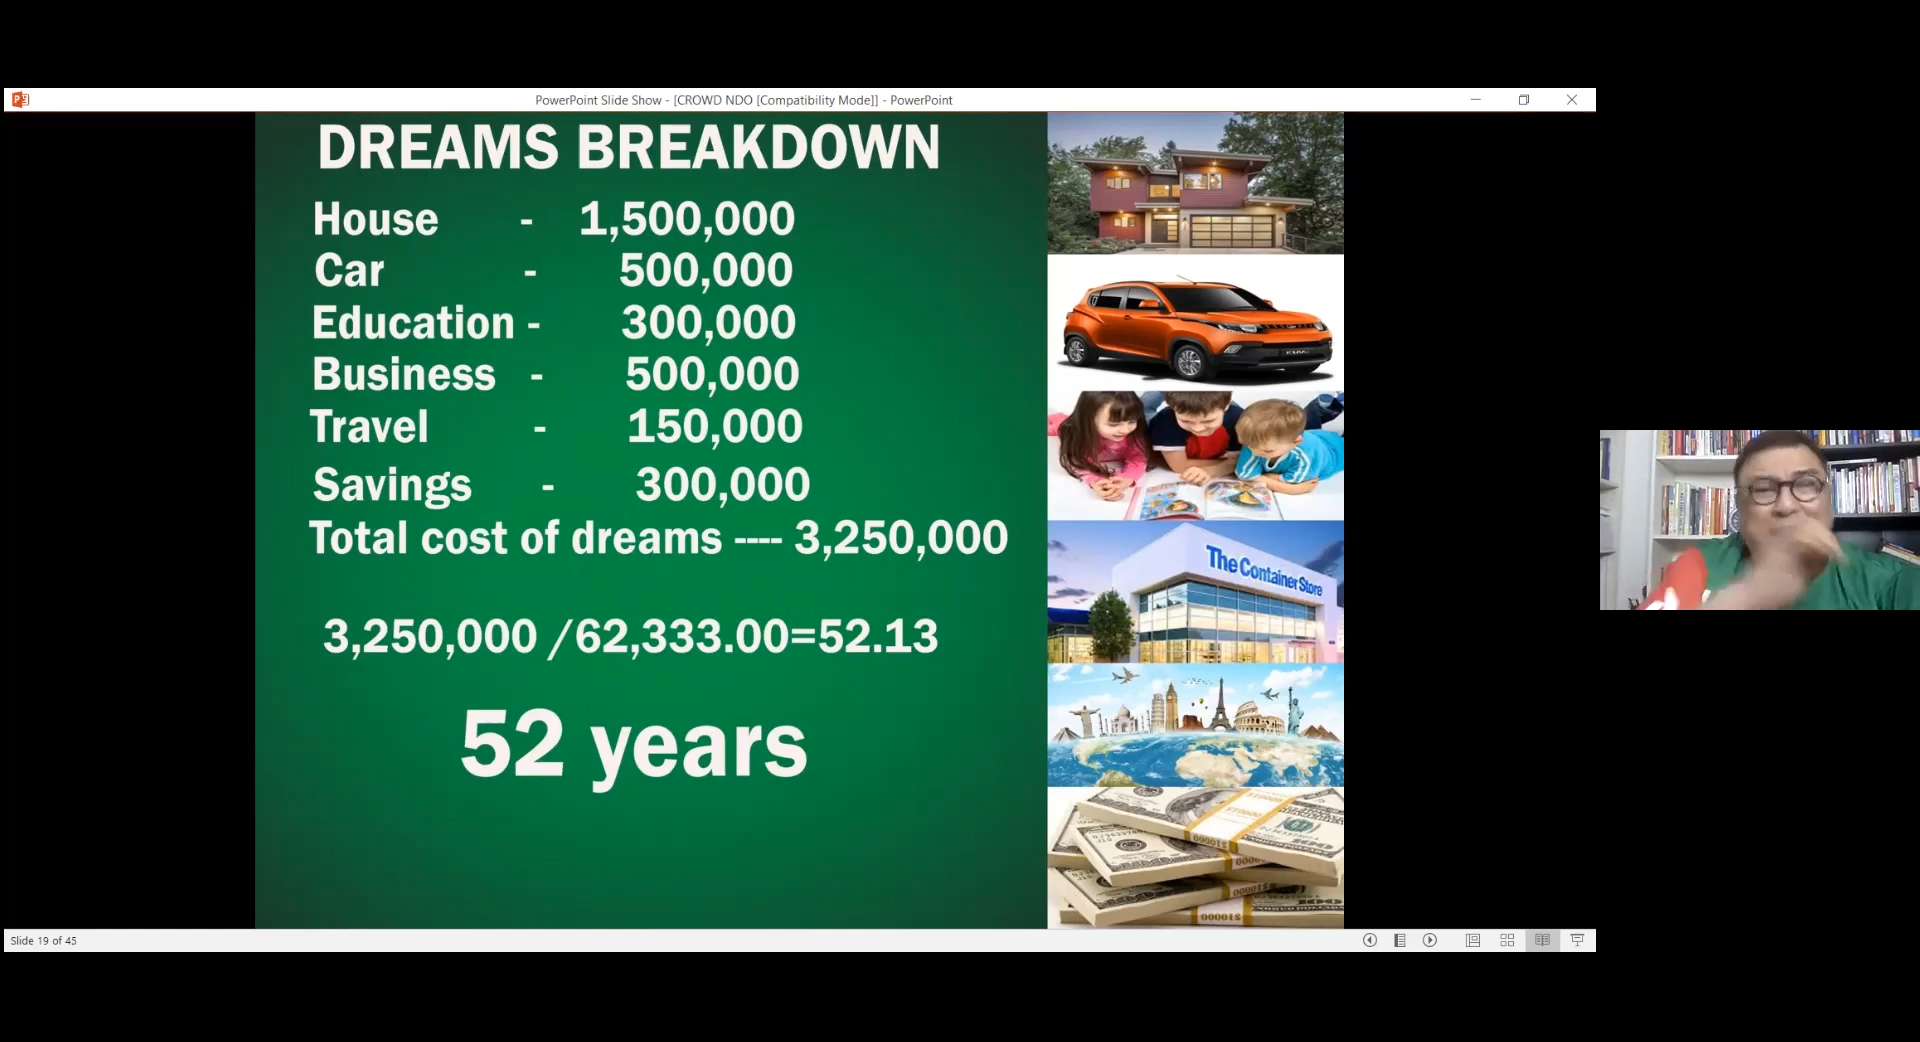 PowerPoint Slide Show - [CROWD NDO [Compatibility Mode]] - PowerPoint
DREAMS BREAKDOWN
House - 1,500,000
Car - 500,000
Education - 300,000
Business - 500,000
Travel - 150,000
Savings - 300,000
Total cost of dreams ---- 3,250,000
3,250,000 /62,333.00=52.13
52 years
The Container Store
Slide 19 of 45